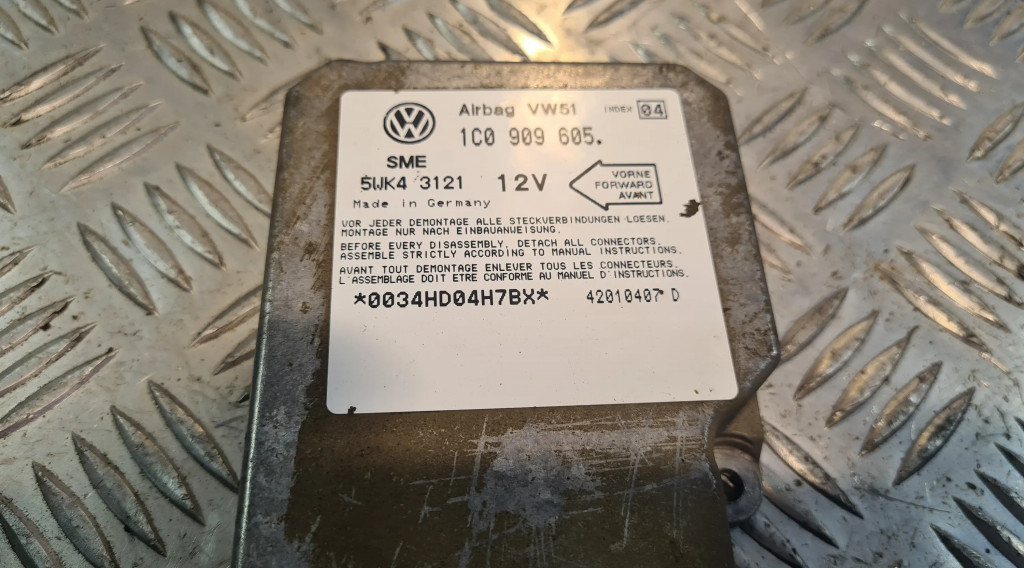 Airbag VW51 INDEX 04
1C0 909 605.
SME
5WK4 3121 12V
VORNE
FORWARD
AVANT
Made in Germany
VOR JEDER DEMONTAGE ALLE STECKVERBINDUNGEN LOESEN.
MONTAGE NUR NACH EINBAUANWEISUNG.
BEFORE EVERY DISASSEMBLY, DETACH ALL CONNECTORS.
ASSEMBLE STRICTLY ACCORDING TO MANUAL INSTRUCTIONS.
AVANT TOUT DEMONTAGE ENLEVER TOUS LES CONNECTEURS.
L'ASSEMBLAGE DOIT ETRE CONFORME AU MANUEL D'INSTRUCTIONS.
*0034HD04H7BX* 42010407 D